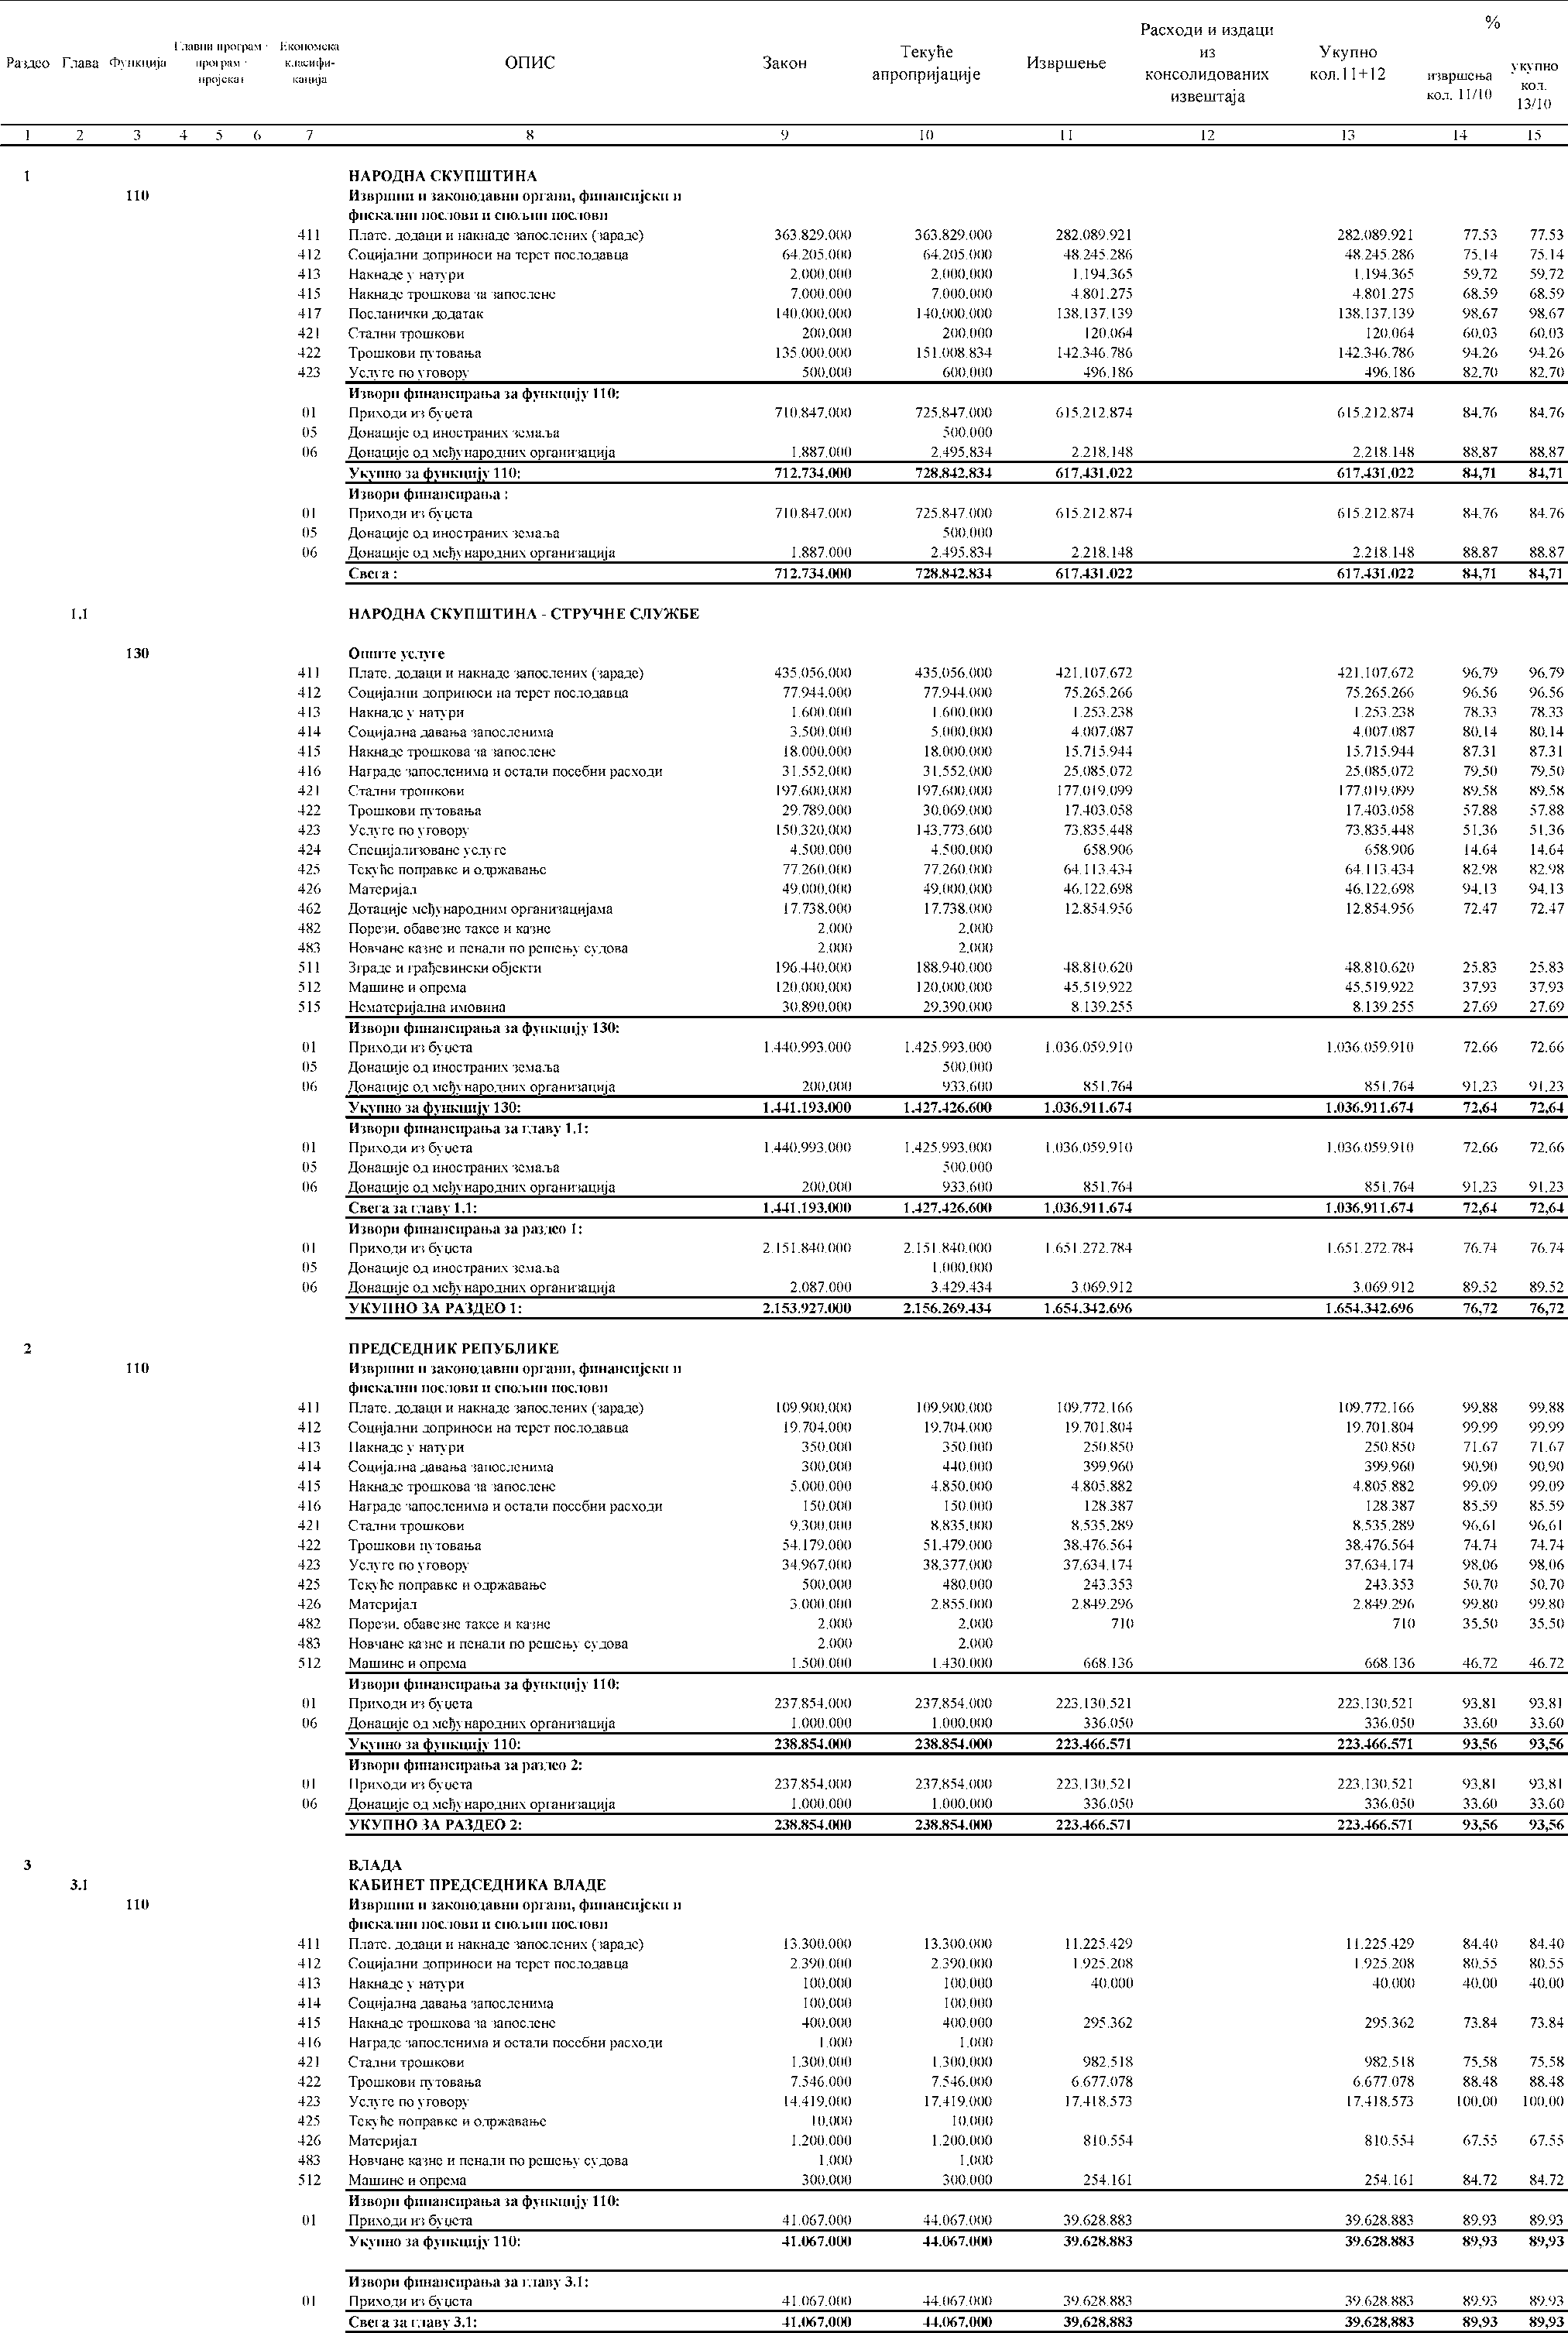 Раздео Глава Функција Главни програм · програм · пројекат Економска класифи-кација ОПИС Закон Текуће апропријације Извршење Расходи и издаци из консолидованих извештаја Укупно кол.11+12 % извршења кол. 11/10 укупно кол. 13/10
1 2 3 4 5 6 7 8 9 10 11 12 13 14 15
1 НАРОДНА СКУПШТИНА
110 Извршни и законодавни органи, финансијски и
фискални послови и спољни послови
411 Плате, додаци и накнаде запослених (зараде) 363.829.000 363.829.000 282.089.921 282.089.921 77,53 77,53
412 Социјални доприноси на терет послодавца 64.205.000 64.205.000 48.245.286 48.245.286 75,14 75,14
413 Накнаде у натури 2.000.000 2.000.000 1.194.365 1.194.365 59,72 59,72
415 Накнаде трошкова за запослене 7.000.000 7.000.000 4.801.275 4.801.275 68,59 68,59
417 Посланички додатак 140.000.000 140.000.000 138.137.139 138.137.139 98,67 98,67
421 Стални трошкови 200.000 200.000 120.064 120.064 60,03 60,03
422 Трошкови путовања 135.000.000 151.008.834 142.346.786 142.346.786 94,26 94,26
423 Услуге по уговору 500.000 600.000 496.186 496.186 82,70 82,70
Извори финансирања за функцију 110:
01 Приходи из буџета 710.847.000 725.847.000 615.212.874 615.212.874 84,76 84,76
05 Донације од иностраних земаља 500.000
06 Донације од међународних организација 1.887.000 2.495.834 2.218.148 2.218.148 88,87 88,87
Укупно за функцију 110: 712.734.000 728.842.834 617.431.022 617.431.022 84,71 84,71
Извори финансирања :
01 Приходи из буџета 710.847.000 725.847.000 615.212.874 615.212.874 84,76 84,76
05 Донације од иностраних земаља 500.000
06 Донације од међународних организација 1.887.000 2.495.834 2.218.148 2.218.148 88,87 88,87
Свега : 712.734.000 728.842.834 617.431.022 617.431.022 84,71 84,71
1.1 НАРОДНА СКУПШТИНА - СТРУЧНЕ СЛУЖБЕ
130 Опште услуге
411 Плате, додаци и накнаде запослених (зараде) 435.056.000 435.056.000 421.107.672 421.107.672 96,79 96,79
412 Социјални доприноси на терет послодавца 77.944.000 77.944.000 75.265.266 75.265.266 96,56 96,56
413 Накнаде у натури 1.600.000 1.600.000 1.253.238 1.253.238 78,33 78,33
414 Социјална давања запосленима 3.500.000 5.000.000 4.007.087 4.007.087 80,14 80,14
415 Накнаде трошкова за запослене 18.000.000 18.000.000 15.715.944 15.715.944 87,31 87,31
416 Награде запосленима и остали посебни расходи 31.552.000 31.552.000 25.085.072 25.085.072 79,50 79,50
421 Стални трошкови 197.600.000 197.600.000 177.019.099 177.019.099 89,58 89,58
422 Трошкови путовања 29.789.000 30.069.000 17.403.058 17.403.058 57,88 57,88
423 Услуге по уговору 150.320.000 143.773.600 73.835.448 73.835.448 51,36 51,36
424 Специјализоване услуге 4.500.000 4.500.000 658.906 658.906 14,64 14,64
425 Текуће поправке и одржавање 77.260.000 77.260.000 64.113.434 64.113.434 82,98 82,98
426 Материјал 49.000.000 49.000.000 46.122.698 46.122.698 94,13 94,13
462 Дотације међународним организацијама 17.738.000 17.738.000 12.854.956 12.854.956 72,47 72,47
482 Порези, обавезне таксе и казне 2.000 2.000
483 Новчане казне и пенали по решењу судова 2.000 2.000
511 Зграде и грађевински објекти 196.440.000 188.940.000 48.810.620 48.810.620 25,83 25,83
512 Машине и опрема 120.000.000 120.000.000 45.519.922 45.519.922 37,93 37,93
515 Нематеријална имовина 30.890.000 29.390.000 8.139.255 8.139.255 27,69 27,69
Извори финансирања за функцију 130:
01 Приходи из буџета 1.440.993.000 1.425.993.000 1.036.059.910 1.036.059.910 72,66 72,66
05 Донације од иностраних земаља 500.000
06 Донације од међународних организација 200.000 933.600 851.764 851.764 91,23 91,23
Укупно за функцију 130: 1.441.193.000 1.427.426.600 1.036.911.674 1.036.911.674 72,64 72,64
Извори финансирања за главу 1.1:
01 Приходи из буџета 1.440.993.000 1.425.993.000 1.036.059.910 1.036.059.910 72,66 72,66
05 Донације од иностраних земаља 500.000
06 Донације од међународних организација 200.000 933.600 851.764 851.764 91,23 91,23
Свега за главу 1.1: 1.441.193.000 1.427.426.600 1.036.911.674 1.036.911.674 72,64 72,64
Извори финансирања за раздео 1:
01 Приходи из буџета 2.151.840.000 2.151.840.000 1.651.272.784 1.651.272.784 76,74 76,74
05 Донације од иностраних земаља 1.000.000
06 Донације од међународних организација 2.087.000 3.429.434 3.069.912 3.069.912 89,52 89,52
УКУПНО ЗА РАЗДЕО 1: 2.153.927.000 2.156.269.434 1.654.342.696 1.654.342.696 76,72 76,72
2 ПРЕДСЕДНИК РЕПУБЛИКЕ
110 Извршни и законодавни органи, финансијски и
фискални послови и спољни послови
411 Плате, додаци и накнаде запослених (зараде) 109.900.000 109.900.000 109.772.166 109.772.166 99,88 99,88
412 Социјални доприноси на терет послодавца 19.704.000 19.704.000 19.701.804 19.701.804 99,99 99,99
413 Накнаде у натури 350.000 350.000 250.850 250.850 71,67 71,67
414 Социјална давања запосленима 300.000 440.000 399.960 399.960 90,90 90,90
415 Накнаде трошкова за запослене 5.000.000 4.850.000 4.805.882 4.805.882 99,09 99,09
416 Награде запосленима и остали посебни расходи 150.000 150.000 128.387 128.387 85,59 85,59
421 Стални трошкови 9.300.000 8.835.000 8.535.289 8.535.289 96,61 96,61
422 Трошкови путовања 54.179.000 51.479.000 38.476.564 38.476.564 74,74 74,74
423 Услуге по уговору 34.967.000 38.377.000 37.634.174 37.634.174 98,06 98,06
425 Текуће поправке и одржавање 500.000 480.000 243.353 243.353 50,70 50,70
426 Материјал 3.000.000 2.855.000 2.849.296 2.849.296 99,80 99,80
482 Порези, обавезне таксе и казне 2.000 2.000 710 710 35,50 35,50
483 Новчане казне и пенали по решењу судова 2.000 2.000
512 Машине и опрема 1.500.000 1.430.000 668.136 668.136 46,72 46,72
Извори финансирања за функцију 110:
01 Приходи из буџета 237.854.000 237.854.000 223.130.521 223.130.521 93,81 93,81
06 Донације од међународних организација 1.000.000 1.000.000 336.050 336.050 33,60 33,60
Укупно за функцију 110: 238.854.000 238.854.000 223.466.571 223.466.571 93,56 93,56
Извори финансирања за раздео 2:
01 Приходи из буџета 237.854.000 237.854.000 223.130.521 223.130.521 93,81 93,81
06 Донације од међународних организација 1.000.000 1.000.000 336.050 336.050 33,60 33,60
УКУПНО ЗА РАЗДЕО 2: 238.854.000 238.854.000 223.466.571 223.466.571 93,56 93,56
3 ВЛАДА
3.1 КАБИНЕТ ПРЕДСЕДНИКА ВЛАДЕ
110 Извршни и законодавни органи, финансијски и
фискални послови и спољни послови
411 Плате, додаци и накнаде запослених (зараде) 13.300.000 13.300.000 11.225.429 11.225.429 84,40 84,40
412 Социјални доприноси на терет послодавца 2.390.000 2.390.000 1.925.208 1.925.208 80,55 80,55
413 Накнаде у натури 100.000 100.000 40.000 40.000 40,00 40,00
414 Социјална давања запосленима 100.000 100.000
415 Накнаде трошкова за запослене 400.000 400.000 295.362 295.362 73,84 73,84
416 Награде запосленима и остали посебни расходи 1.000 1.000
421 Стални трошкови 1.300.000 1.300.000 982.518 982.518 75,58 75,58
422 Трошкови путовања 7.546.000 7.546.000 6.677.078 6.677.078 88,48 88,48
423 Услуге по уговору 14.419.000 17.419.000 17.418.573 17.418.573 100,00 100,00
425 Текуће поправке и одржавање 10.000 10.000
426 Материјал 1.200.000 1.200.000 810.554 810.554 67,55 67,55
483 Новчане казне и пенали по решењу судова 1.000 1.000
512 Машине и опрема 300.000 300.000 254.161 254.161 84,72 84,72
Извори финансирања за функцију 110:
01 Приходи из буџета 41.067.000 44.067.000 39.628.883 39.628.883 89,93 89,93
Укупно за функцију 110: 41.067.000 44.067.000 39.628.883 39.628.883 89,93 89,93
Извори финансирања за главу 3.1:
01 Приходи из буџета 41.067.000 44.067.000 39.628.883 39.628.883 89,93 89,93
Свега за главу 3.1: 41.067.000 44.067.000 39.628.883 39.628.883 89,93 89,93